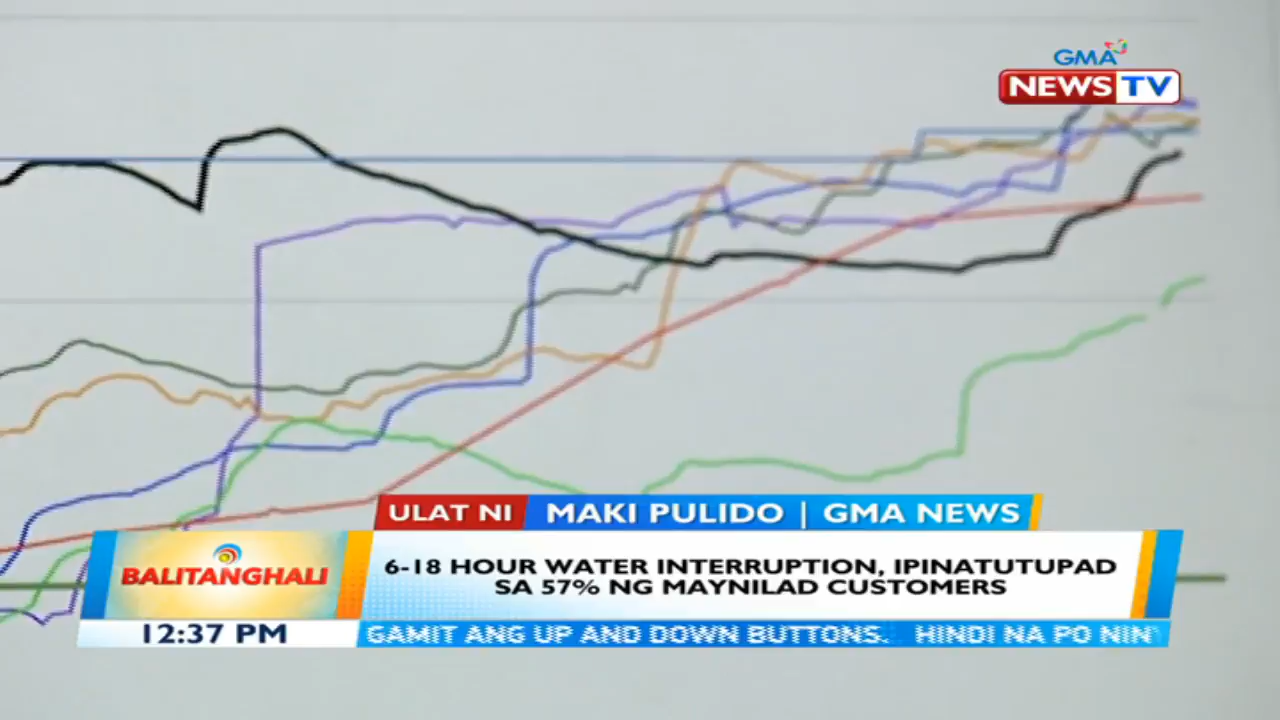 GMA
NEWS TV
ULAT NI MAKI PULIDO | GMA NEWS
6-18 HOUR WATER INTERRUPTION, IPINATUTUPAD
SA 57% NG MAYNILAD CUSTOMERS
BALITANGHALI
12:37 PM
GAMIT ANG UP AND DOWN BUTTONS. HINDI NA PO NIN